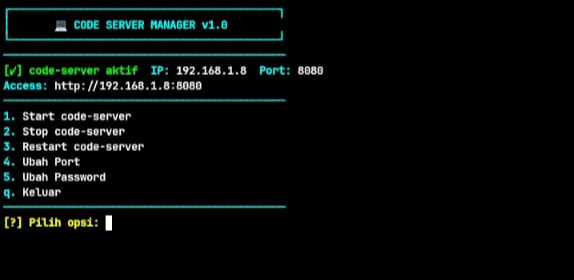 💻 CODE SERVER MANAGER v1.0
[✓] code-server aktif IP: 192.168.1.8 Port: 8080
Access: http://192.168.1.8:8080
1. Start code-server
2. Stop code-server
3. Restart code-server
4. Ubah Port
5. Ubah Password
q. Keluar
[?] Pilih opsi: